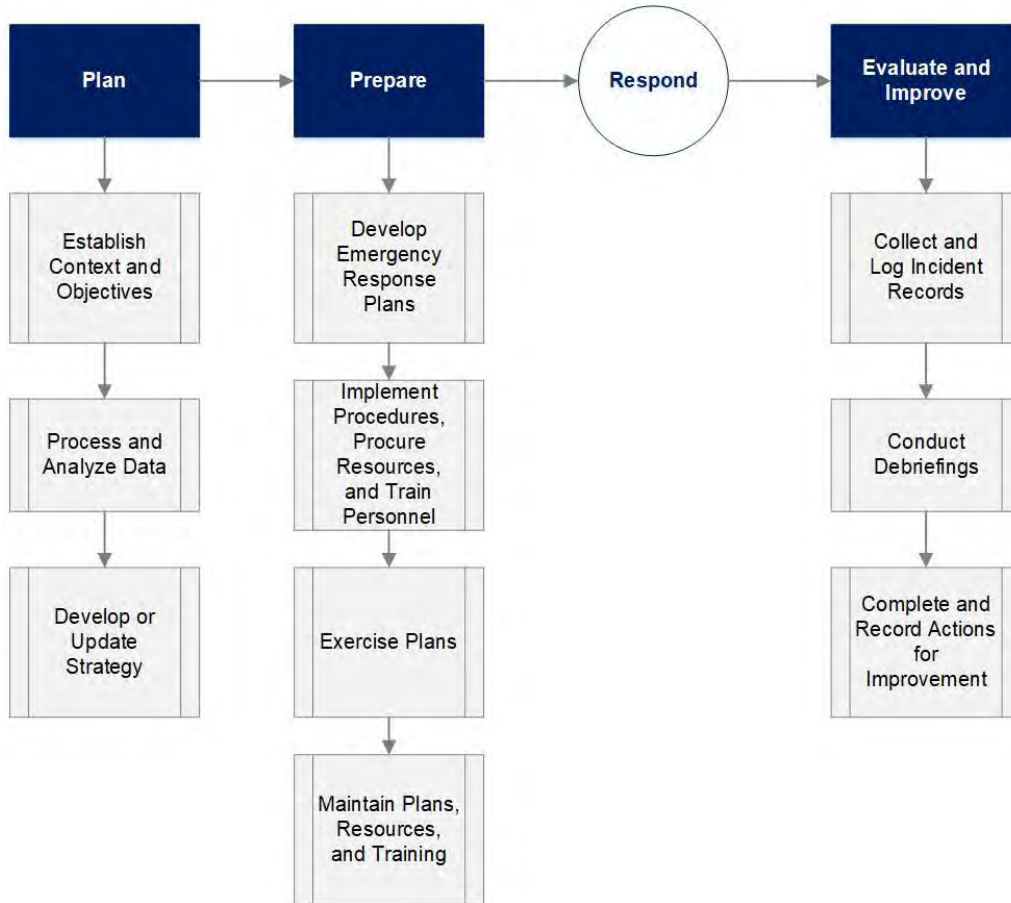 Plan
Prepare
Respond
Evaluate and
Improve
Establish
Context and
Objectives
Process and
Analyze Data
Develop or
Update
Strategy
Develop
Emergency
Response
Plans
Implement
Procedures,
Procure
Resources,
and Train
Personnel
Exercise Plans
Maintain Plans,
Resources,
and Training
Collect and
Log Incident
Records
Conduct
Debriefings
Complete and
Record Actions
for
Improvement